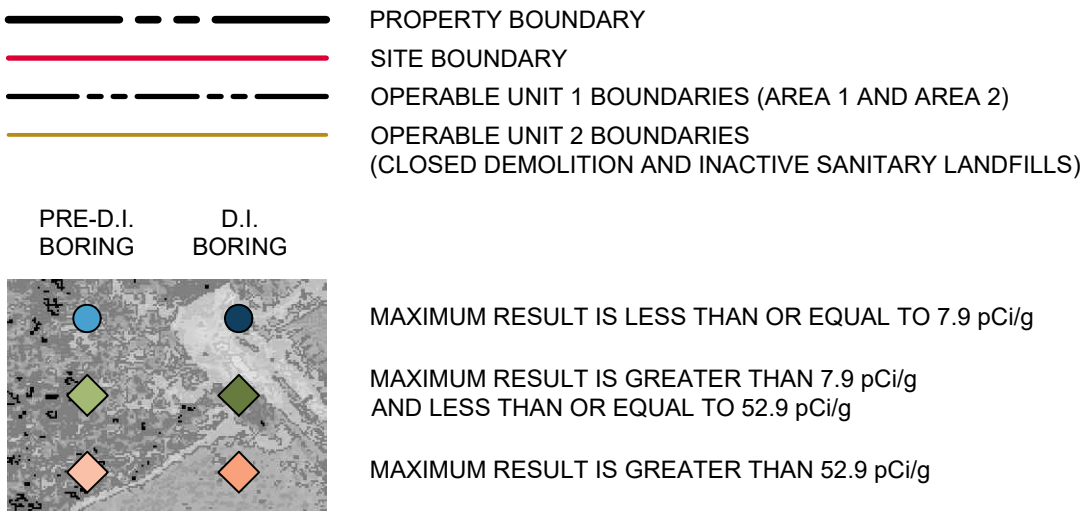 PROPERTY BOUNDARY
SITE BOUNDARY
OPERABLE UNIT 1 BOUNDARIES (AREA 1 AND AREA 2)
OPERABLE UNIT 2 BOUNDARIES
(CLOSED DEMOLITION AND INACTIVE SANITARY LANDFILLS)
PRE-D.I.
BORING
D.I.
BORING
MAXIMUM RESULT IS LESS THAN OR EQUAL TO 7.9 pCi/g
MAXIMUM RESULT IS GREATER THAN 7.9 pCi/g
AND LESS THAN OR EQUAL TO 52.9 pCi/g
MAXIMUM RESULT IS GREATER THAN 52.9 pCi/g